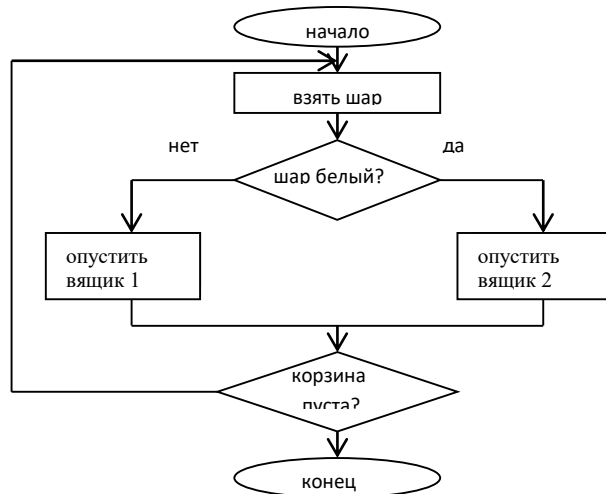 начало
взять шар
нет
да
шар белый?
опустить
вящик 1
опустить
вящик 2
корзина
пуста?
конец